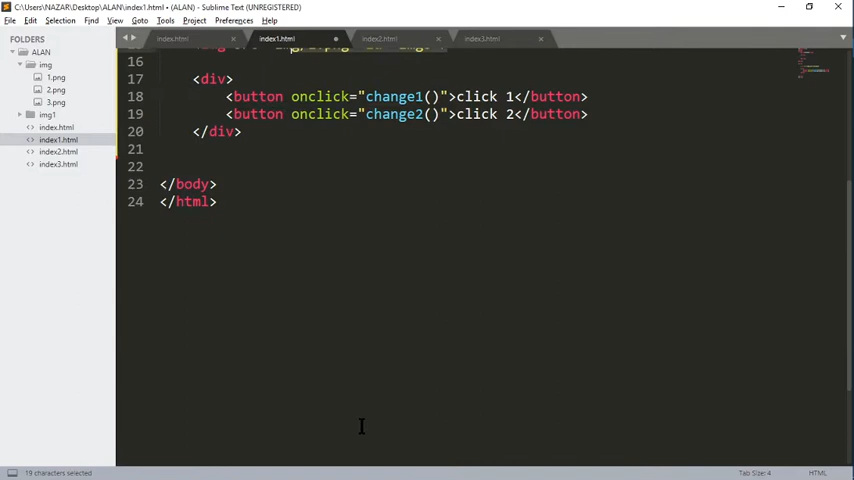 C:\Users\NAZAR\Desktop\ALAN\index1.html • (ALAN) - Sublime Text (UNREGISTERED)
File Edit Selection Find View Goto Tools Project Preferences Help
FOLDERS
ALAN
img
1.png
2.png
3.png
img1
index.html
index1.html
index2.html
index3.html
index.html index1.html index2.html index3.html
16
17 <div>
18 <button onclick="change1()">click 1</button>
19 <button onclick="change2()">click 2</button>
20 </div>
21
22
23 </body>
24 </html>
19 characters selected Tab Size: 4 HTML